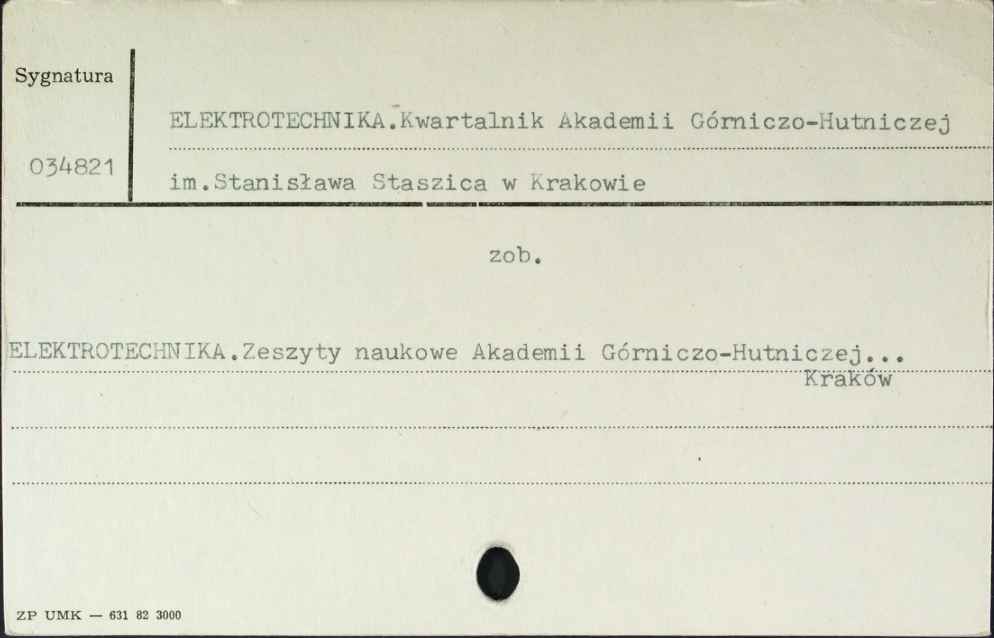 Sygnatura
ELEKTROTECHNIKA.Kwartalnik Akademii Górniczo-Hutniczej
034821
im.Stanisława Staszica w Krakowie
zob.
ELEKTROTECHNIKA.Zeszyty naukowe Akademii Górniczo-Hutniczej...
Kraków
ZP UMK — 631 82 3000